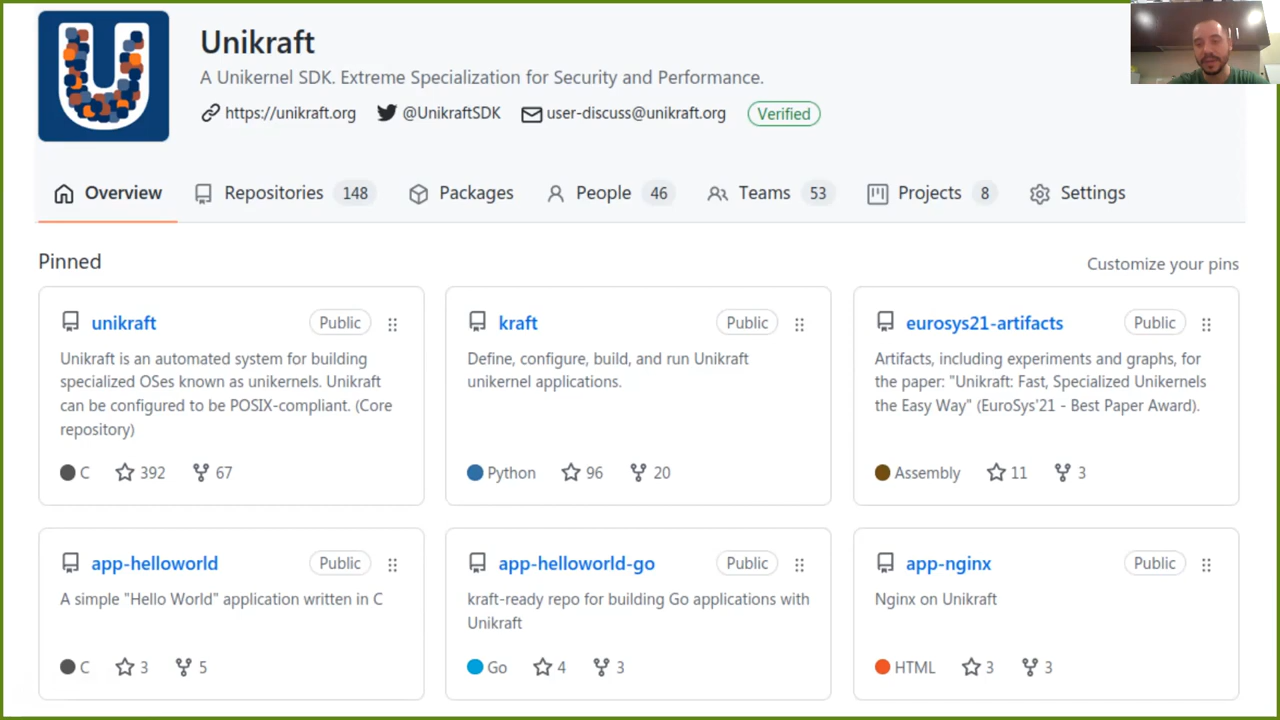 Unikraft
A Unikernel SDK. Extreme Specialization for Security and Performance.
https://unikraft.org @UnikraftSDK user-discuss@unikraft.org Verified
Overview Repositories 148 Packages People 46 Teams 53 Projects 8 Settings
Pinned Customize your pins
unikraft Public
Unikraft is an automated system for building
specialized OSes known as unikernels. Unikraft
can be configured to be POSIX-compliant. (Core
repository)
C 392 67
kraft Public
Define, configure, build, and run Unikraft
unikernel applications.
Python 96 20
eurosys21-artifacts Public
Artifacts, including experiments and graphs, for
the paper: "Unikraft: Fast, Specialized Unikernels
the Easy Way" (EuroSys'21 - Best Paper Award).
Assembly 11 3
app-helloworld Public
A simple "Hello World" application written in C
C 3 5
app-helloworld-go Public
kraft-ready repo for building Go applications with
Unikraft
Go 4 3
app-nginx Public
Nginx on Unikraft
HTML 3 3